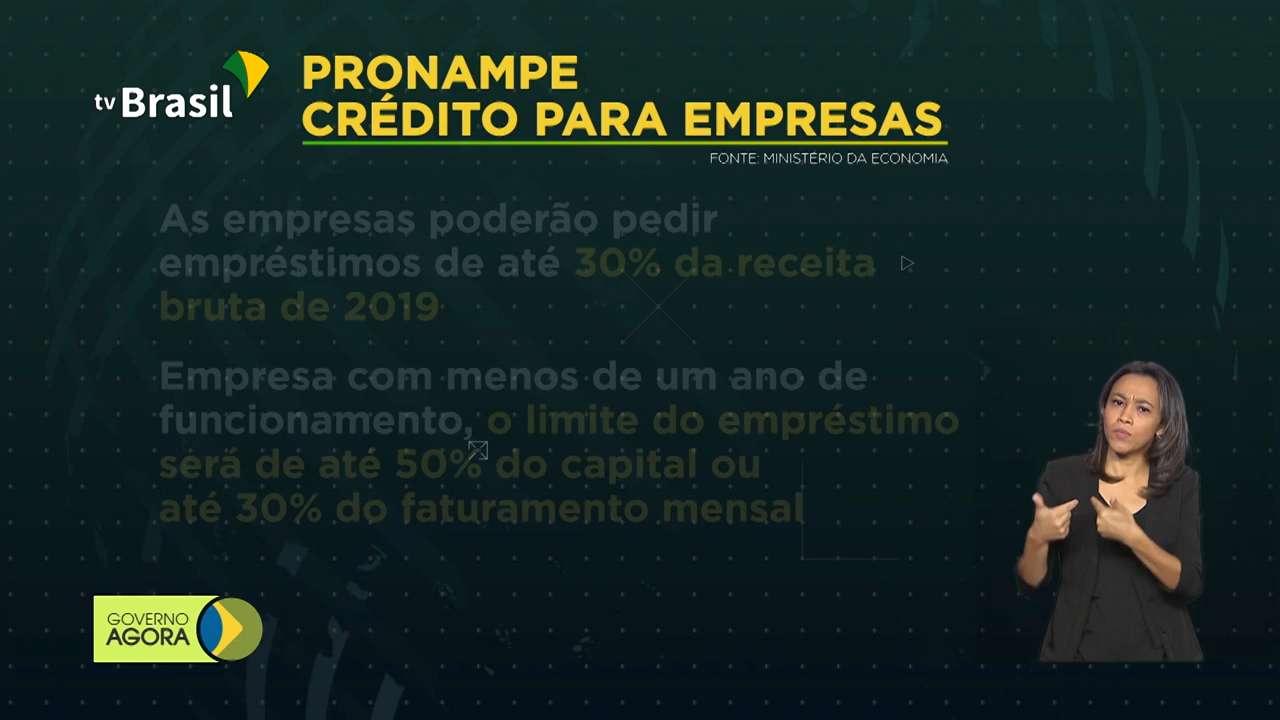 tv Brasil
PRONAMPE
CRÉDITO PARA EMPRESAS
FONTE: MINISTÉRIO DA ECONOMIA
As empresas poderão pedir
empréstimos de até 30% da receita
bruta de 2019
Empresa com menos de um ano de
funcionamento, o limite do empréstimo
será de até 50% do capital ou
até 30% do faturamento mensal
GOVERNO
AGORA